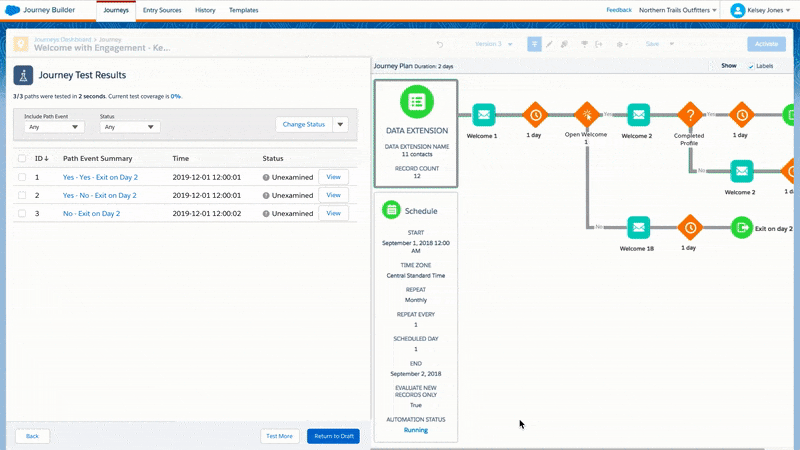 Journey Builder
Journeys
Entry Sources
History
Templates
Feedback
Northern Trails Outfitters
Kelsey Jones
Journeys Dashboard > Journey
Welcome with Engagement - Ke...
Version 3
Save
Activate
Journey Test Results
3/3 paths were tested in 2 seconds. Current test coverage is 0%.
Include Path Event
Any
Status
Any
Change Status
ID
Path Event Summary
Time
Status
1 Yes - Yes - Exit on Day 2 2019-12-01 12:00:01 Unexamined View
2 Yes - No - Exit on Day 2 2019-12-01 12:00:01 Unexamined View
3 No - Exit on Day 2 2019-12-01 12:00:02 Unexamined View
Back
Test More
Return to Draft
Journey Plan Duration: 2 days
Show
Labels
DATA EXTENSION
DATA EXTENSION NAME
11 contacts
RECORD COUNT
12
Schedule
START
September 1, 2018 12:00
AM
TIME ZONE
Central Standard Time
REPEAT
Monthly
REPEAT EVERY
1
SCHEDULED DAY
1
END
September 2, 2018
EVALUATE NEW
RECORDS ONLY
True
AUTOMATION STATUS
Running
Welcome 1
1 day
Open Welcome
1
Yes
Welcome 2
?
Completed
Profile
Yes
1 day
No
Welcome 2
1 da
No
Welcome 1B
1 day
Exit on day 2